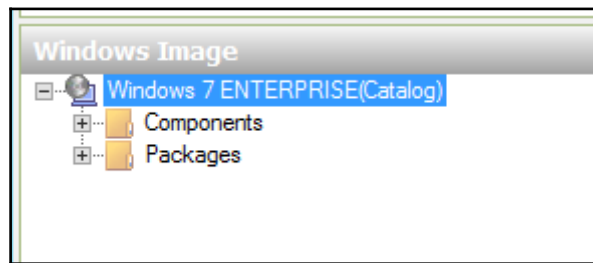 Windows Image
Windows 7 ENTERPRISE(Catalog)
Components
Packages